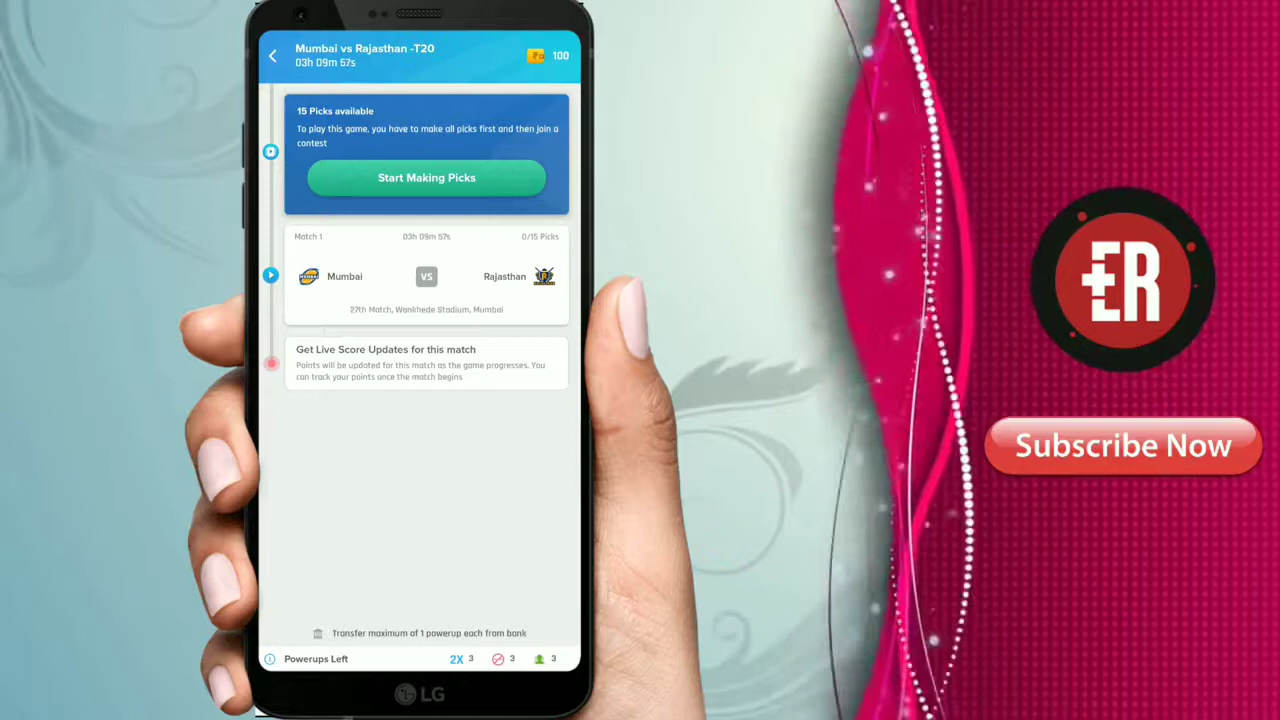 Mumbai vs Rajasthan -T20
03h 09m 57s
100
15 Picks available
To play this game, you have to make all picks first and then join a
contest
Start Making Picks
Match 1 03h 09m 57s 0/15 Picks
Mumbai VS Rajasthan
27th Match, Wankhede Stadium, Mumbai
Get Live Score Updates for this match
Points will be updated for this match as the game progresses. You
can track your points once the match begins
Transfer maximum of 1 powerup each from bank
Powerups Left 2X 3 3 3
LG
ER
Subscribe Now